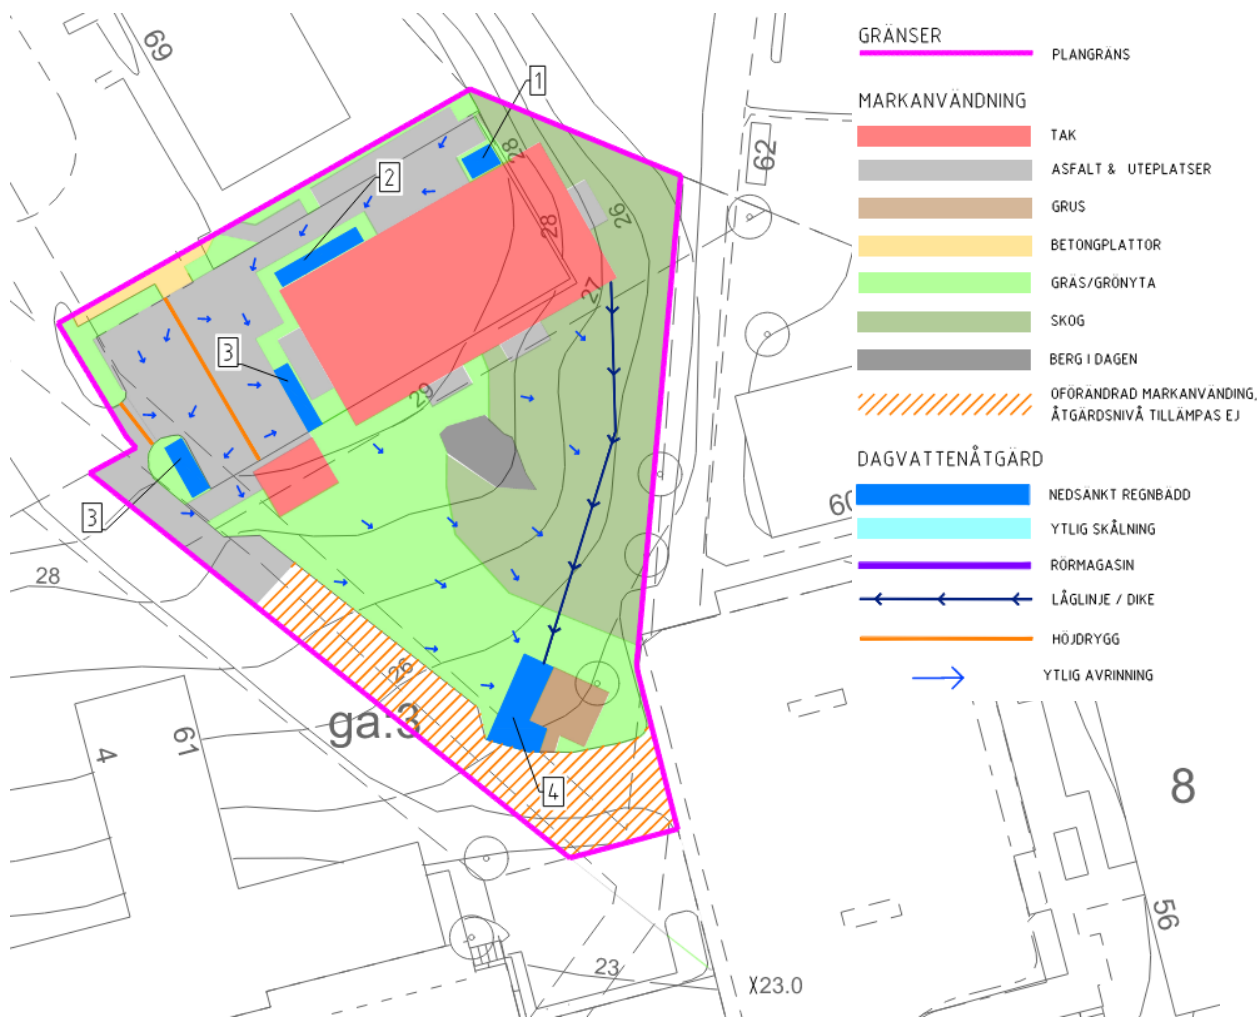 GRÄNSER
PLANGRÄNS
MARKANVÄNDNING
TAK
ASFALT & UTEPLATSER
GRUS
BETONGPLATTOR
GRÄS/GRÖNYTA
SKOG
BERG I DAGEN
OFÖRÄNDRAD MARKANVÄNDING,
ÅTGÄRDSNIVÅ TILLÄMPAS EJ
DAGVATTENÅTGÄRD
NEDSÄNKT REGNBÄDD
YTLIG SKÅLNING
RÖRMAGASIN
LÅGLINJE / DIKE
HÖJDRYGG
YTLIG AVRINNING
69
1
28
62
2
28
26
27
3
29
3
60
28
26
ga:3
4
61
4
8
56
23
X23.0